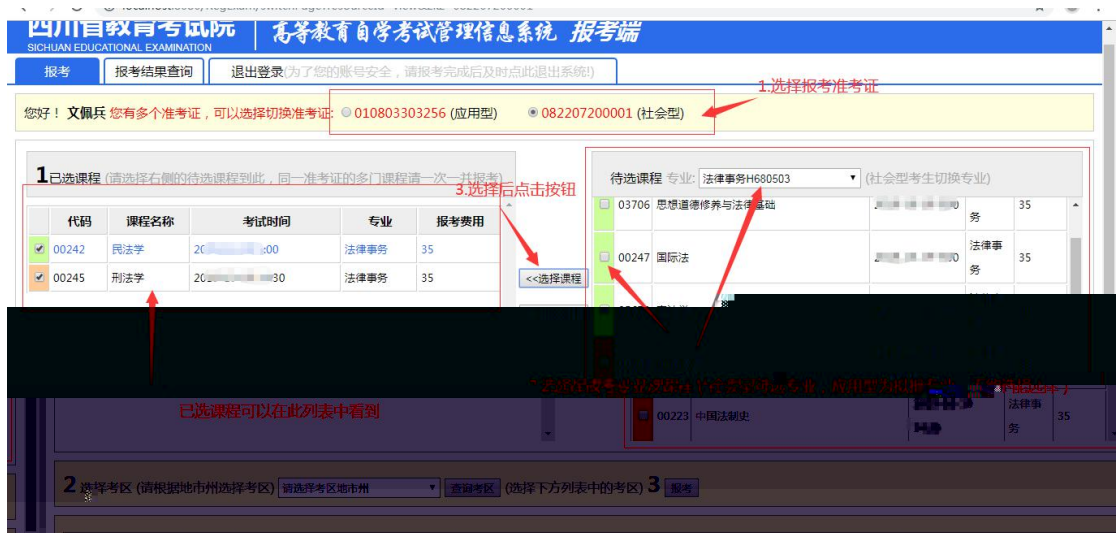 四川省教育考试院 高等教育自学考试管理信息系统 报考端
SICHUAN EDUCATIONAL EXAMINATION
报考 报考结果查询 退出登录(为了您的账号安全，请报考完成后及时点此退出系统!)
1.选择报考准考证
您好！ 文佩兵 您有多个准考证，可以选择切换准考证: 010803303256 (应用型) 082207200001 (社会型)
1已选课程 (请选择右侧的待选课程到此，同一准考证的多门课程请一次一并报考)
3.选择后点击按钮
待选课程 专业: 法律事务H680503 (社会型考生切换专业)
代码 课程名称 考试时间 专业 报考费用
00242 民法学 法律事务 35
00245 刑法学 法律事务 35
<<选择课程
03706 思想道德修养与法律基础 务 35
00247 国际法 法律事务 35
已选课程可以在此列表中看到
00223 中国法制史 法律事务 35
2 选择考区 (请根据地市州选择考区) 请选择考区地市州 查询考区 (选择下方列表中的考区) 3 报考